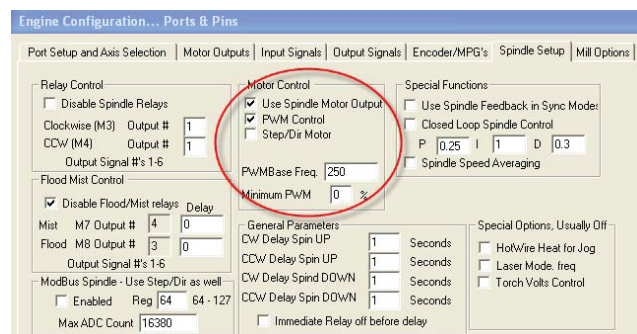 Engine Configuration... Ports & Pins
Port Setup and Axis Selection Motor Outputs Input Signals Output Signals Encoder/MPG's Spindle Setup Mill Options
Relay Control
Disable Spindle Relays
Clockwise (M3) Output # 1
CCW (M4) Output # 1
Output Signal #'s 1-6
Flood Mist Control
Disable Flood/Mist relays Delay
Mist M7 Output # 4 0
Flood M8 Output # 3 0
Output Signal #'s 1-6
ModBus Spindle - Use Step/Dir as well
Enabled Reg 64 64 - 127
Max ADC Count 16380
Motor Control
Use Spindle Motor Output
PWM Control
Step/Dir Motor
PWMBase Freq. 250
Minimum PWM 0 %
General Parameters
CW Delay Spin UP 1 Seconds
CCW Delay Spin UP 1 Seconds
CW Delay Spind DOWN 1 Seconds
CCW Delay Spin DOWN 1 Seconds
Immediate Relay off before delay
Special Functions
Use Spindle Feedback in Sync Modes
Closed Loop Spindle Control
P 0.25 I 1 D 0.3
Spindle Speed Averaging
Special Options, Usually Off
HotWire Heat for Jog
Laser Mode. freq
Torch Volts Control